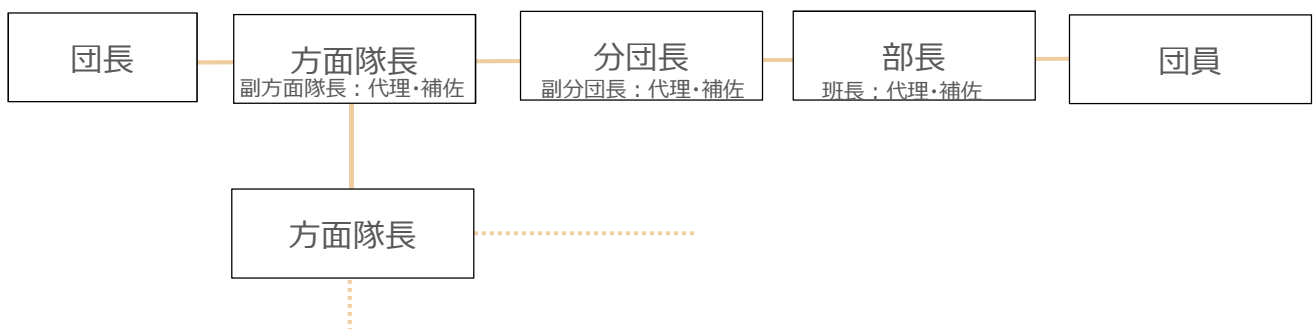 団長
方面隊長
副方面隊長：代理･補佐
分団長
副分団長：代理･補佐
部長
班長：代理･補佐
団員
方面隊長